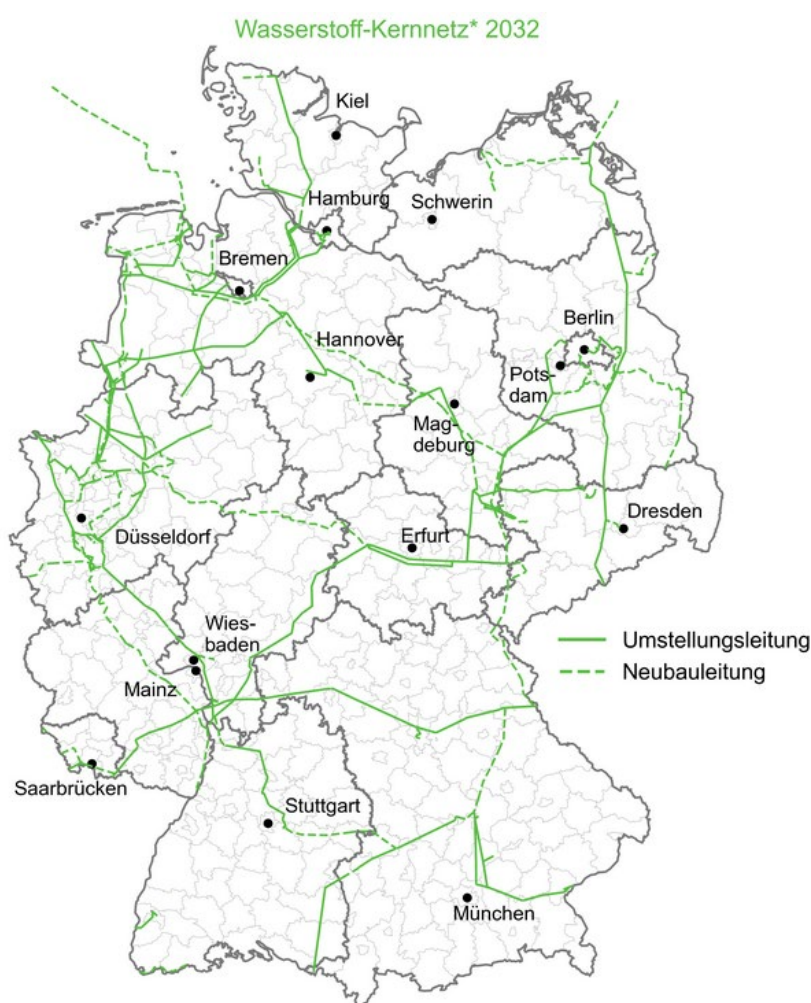 Wasserstoff-Kernnetz* 2032
Kiel
Hamburg
Schwerin
Bremen
Berlin
Hannover
Pots-
dam
Mag-
deburg
Dresden
Düsseldorf
Erfurt
Wies-
baden
Umstellungsleitung
Neubauleitung
Mainz
Saarbrücken
Stuttgart
München